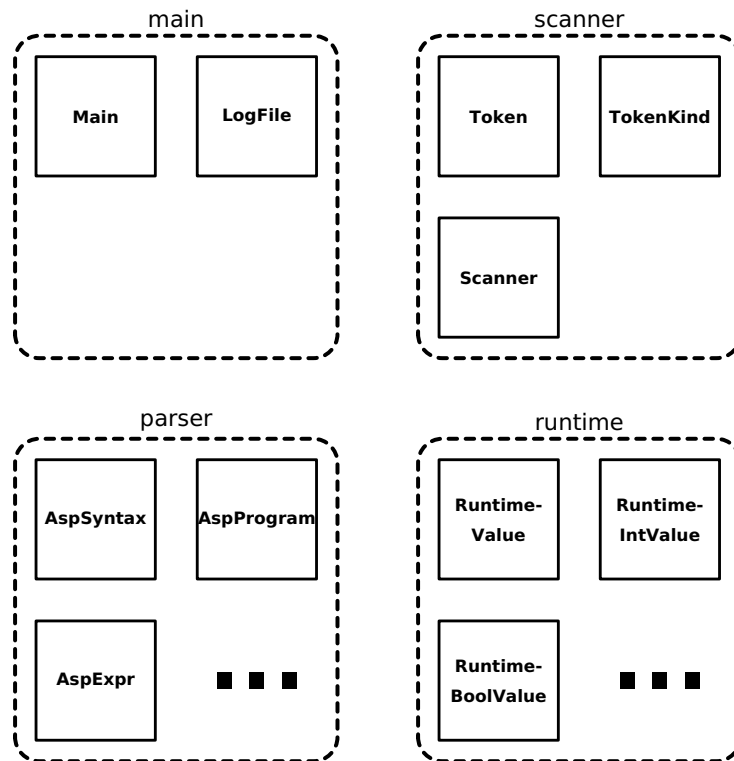 main
Main
LogFile
scanner
Token
TokenKind
Scanner
parser
AspSyntax
AspProgram
AspExpr
runtime
Runtime-
Value
Runtime-
IntValue
Runtime-
BoolValue